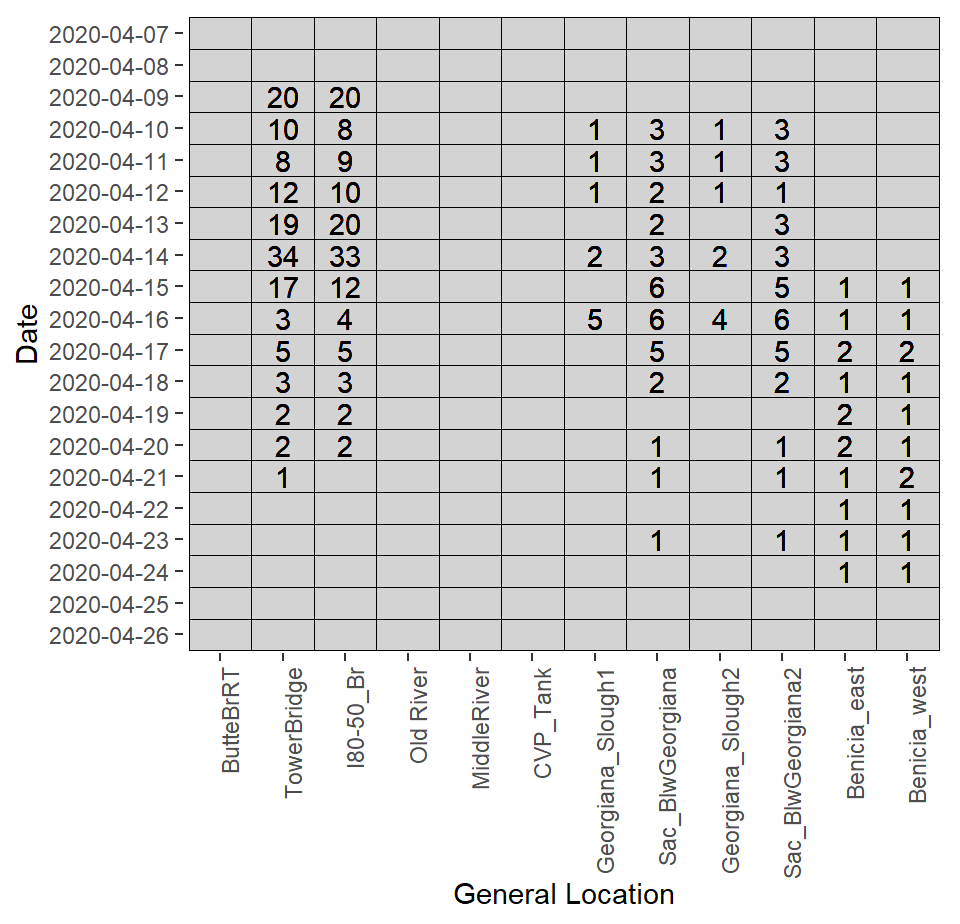 2020-04-07
2020-04-08
2020-04-09 20 20
2020-04-10 10 8 1 3 1 3
2020-04-11 8 9 1 3 1 3
2020-04-12 12 10 1 2 1 1
2020-04-13 19 20 2 3
2020-04-14 34 33 2 3 2 3
2020-04-15 17 12 6 5 1 1
2020-04-16 3 4 5 6 4 6 1 1
2020-04-17 5 5 5 5 2 2
2020-04-18 3 3 2 2 1 1
2020-04-19 2 2 2 1
2020-04-20 2 2 1 1 2 1
2020-04-21 1 1 1 1 2
2020-04-22 1 1
2020-04-23 1 1 1 1
2020-04-24 1 1
2020-04-25
2020-04-26
Date
ButteBrRT
TowerBridge
I80-50_Br
Old River
MiddleRiver
CVP_Tank
Georgiana_Slough1
Sac_BlwGeorgiana
Georgiana_Slough2
Sac_BlwGeorgiana2
Benicia_east
Benicia_west
General Location